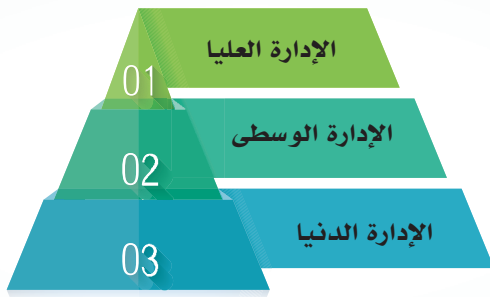 01
الإدارة العليا
02
الإدارة الوسطى
03
الإدارة الدنيا